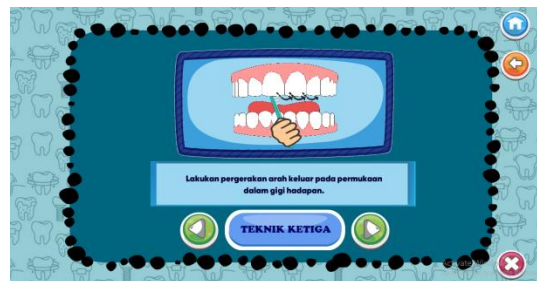 Lakukan pergerakan arah keluar pada permukaan
dalam gigi hadapan.
TEKNIK KETIGA